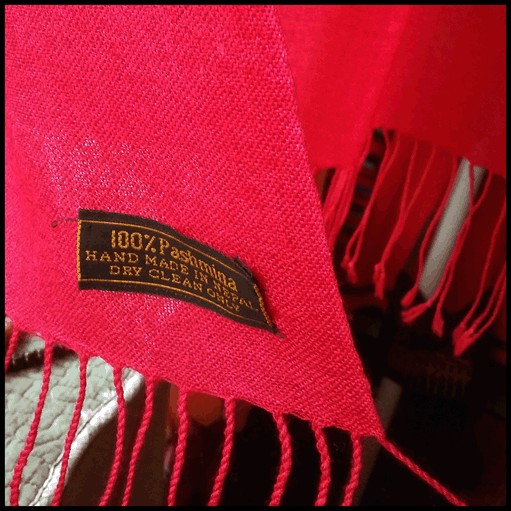 100% Pashmina
HAND MADE IN NEPAL
DRY CLEAN ONLY